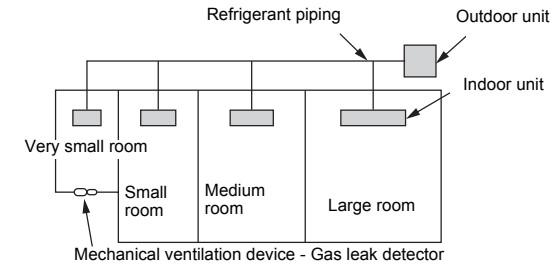 Refrigerant piping
Outdoor unit
Indoor unit
Very small room
Small
room
Medium
room
Large room
Mechanical ventilation device - Gas leak detector